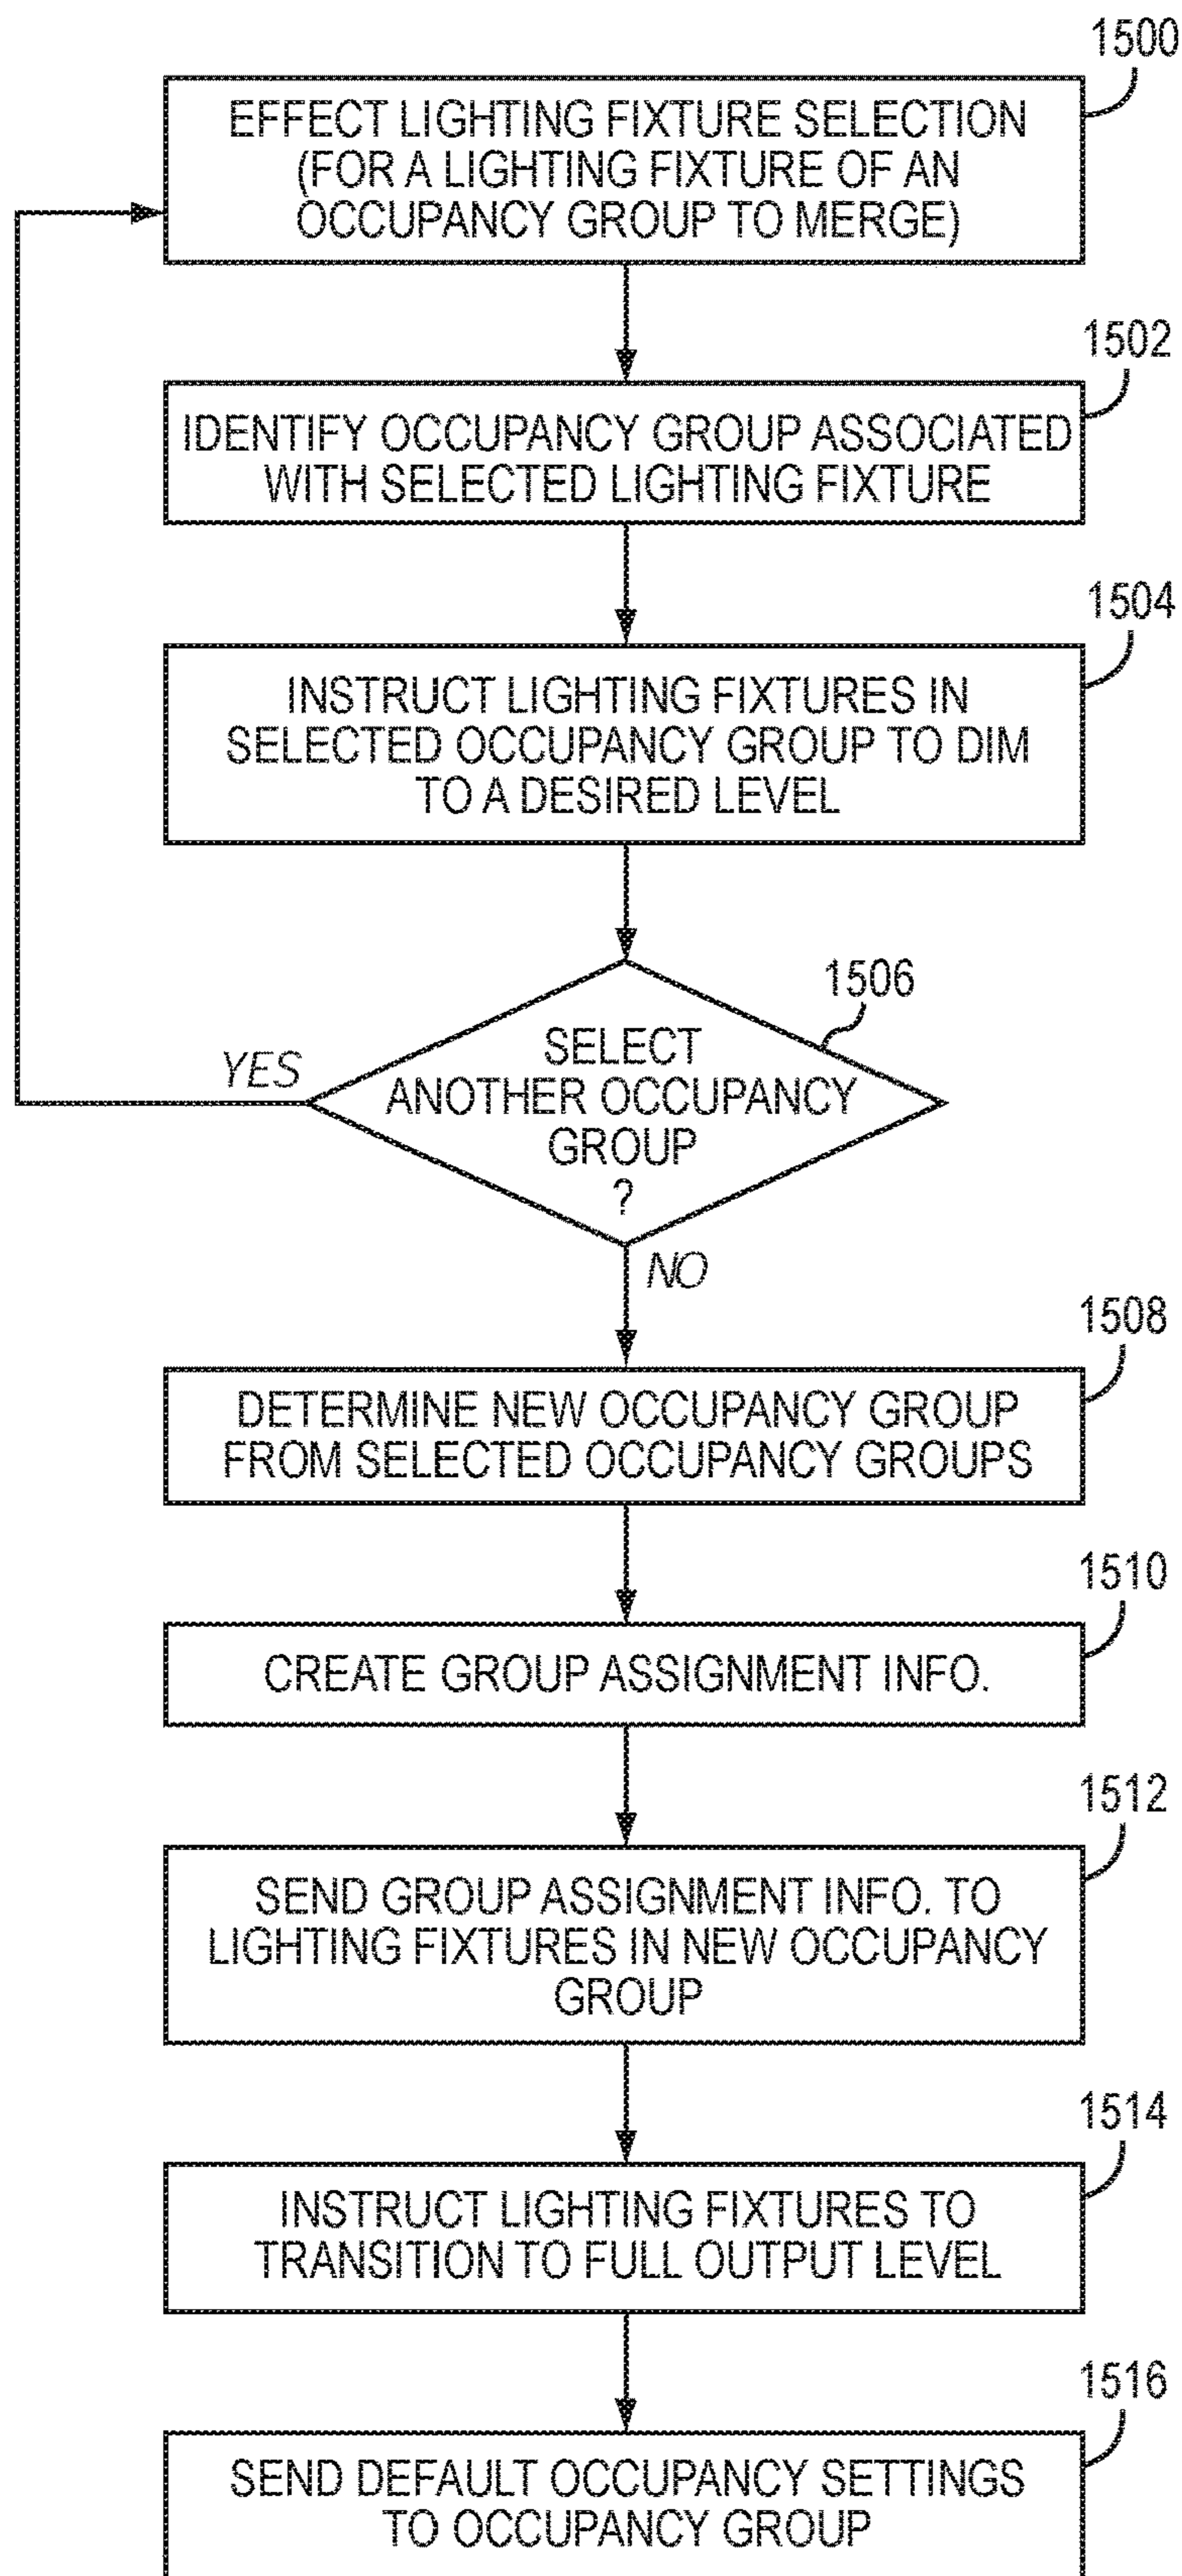 1500
EFFECT LIGHTING FIXTURE SELECTION
(FOR A LIGHTING FIXTURE OF AN
OCCUPANCY GROUP TO MERGE)
1502
IDENTIFY OCCUPANCY GROUP ASSOCIATED
WITH SELECTED LIGHTING FIXTURE
1504
INSTRUCT LIGHTING FIXTURES IN
SELECTED OCCUPANCY GROUP TO DIM
TO A DESIRED LEVEL
1506
SELECT
ANOTHER OCCUPANCY
GROUP
?
YES
NO
1508
DETERMINE NEW OCCUPANCY GROUP
FROM SELECTED OCCUPANCY GROUPS
1510
CREATE GROUP ASSIGNMENT INFO.
1512
SEND GROUP ASSIGNMENT INFO. TO
LIGHTING FIXTURES IN NEW OCCUPANCY
GROUP
1514
INSTRUCT LIGHTING FIXTURES TO
TRANSITION TO FULL OUTPUT LEVEL
1516
SEND DEFAULT OCCUPANCY SETTINGS
TO OCCUPANCY GROUP